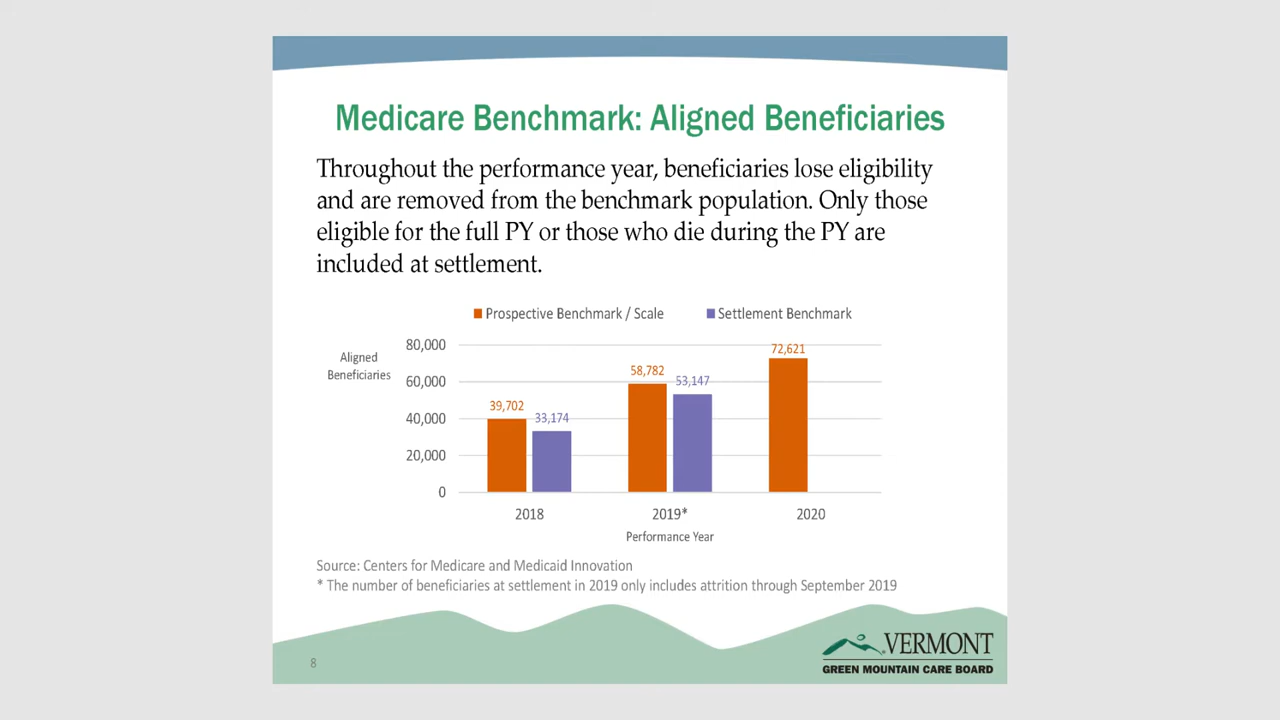 Medicare Benchmark: Aligned Beneficiaries
Throughout the performance year, beneficiaries lose eligibility
and are removed from the benchmark population. Only those
eligible for the full PY or those who die during the PY are
included at settlement.
Prospective Benchmark / Scale
Settlement Benchmark
Aligned
Beneficiaries
80,000
60,000
40,000
20,000
0
39,702
33,174
58,782
53,147
72,621
2018
2019*
2020
Performance Year
Source: Centers for Medicare and Medicaid Innovation
* The number of beneficiaries at settlement in 2019 only includes attrition through September 2019
8
VERMONT
GREEN MOUNTAIN CARE BOARD